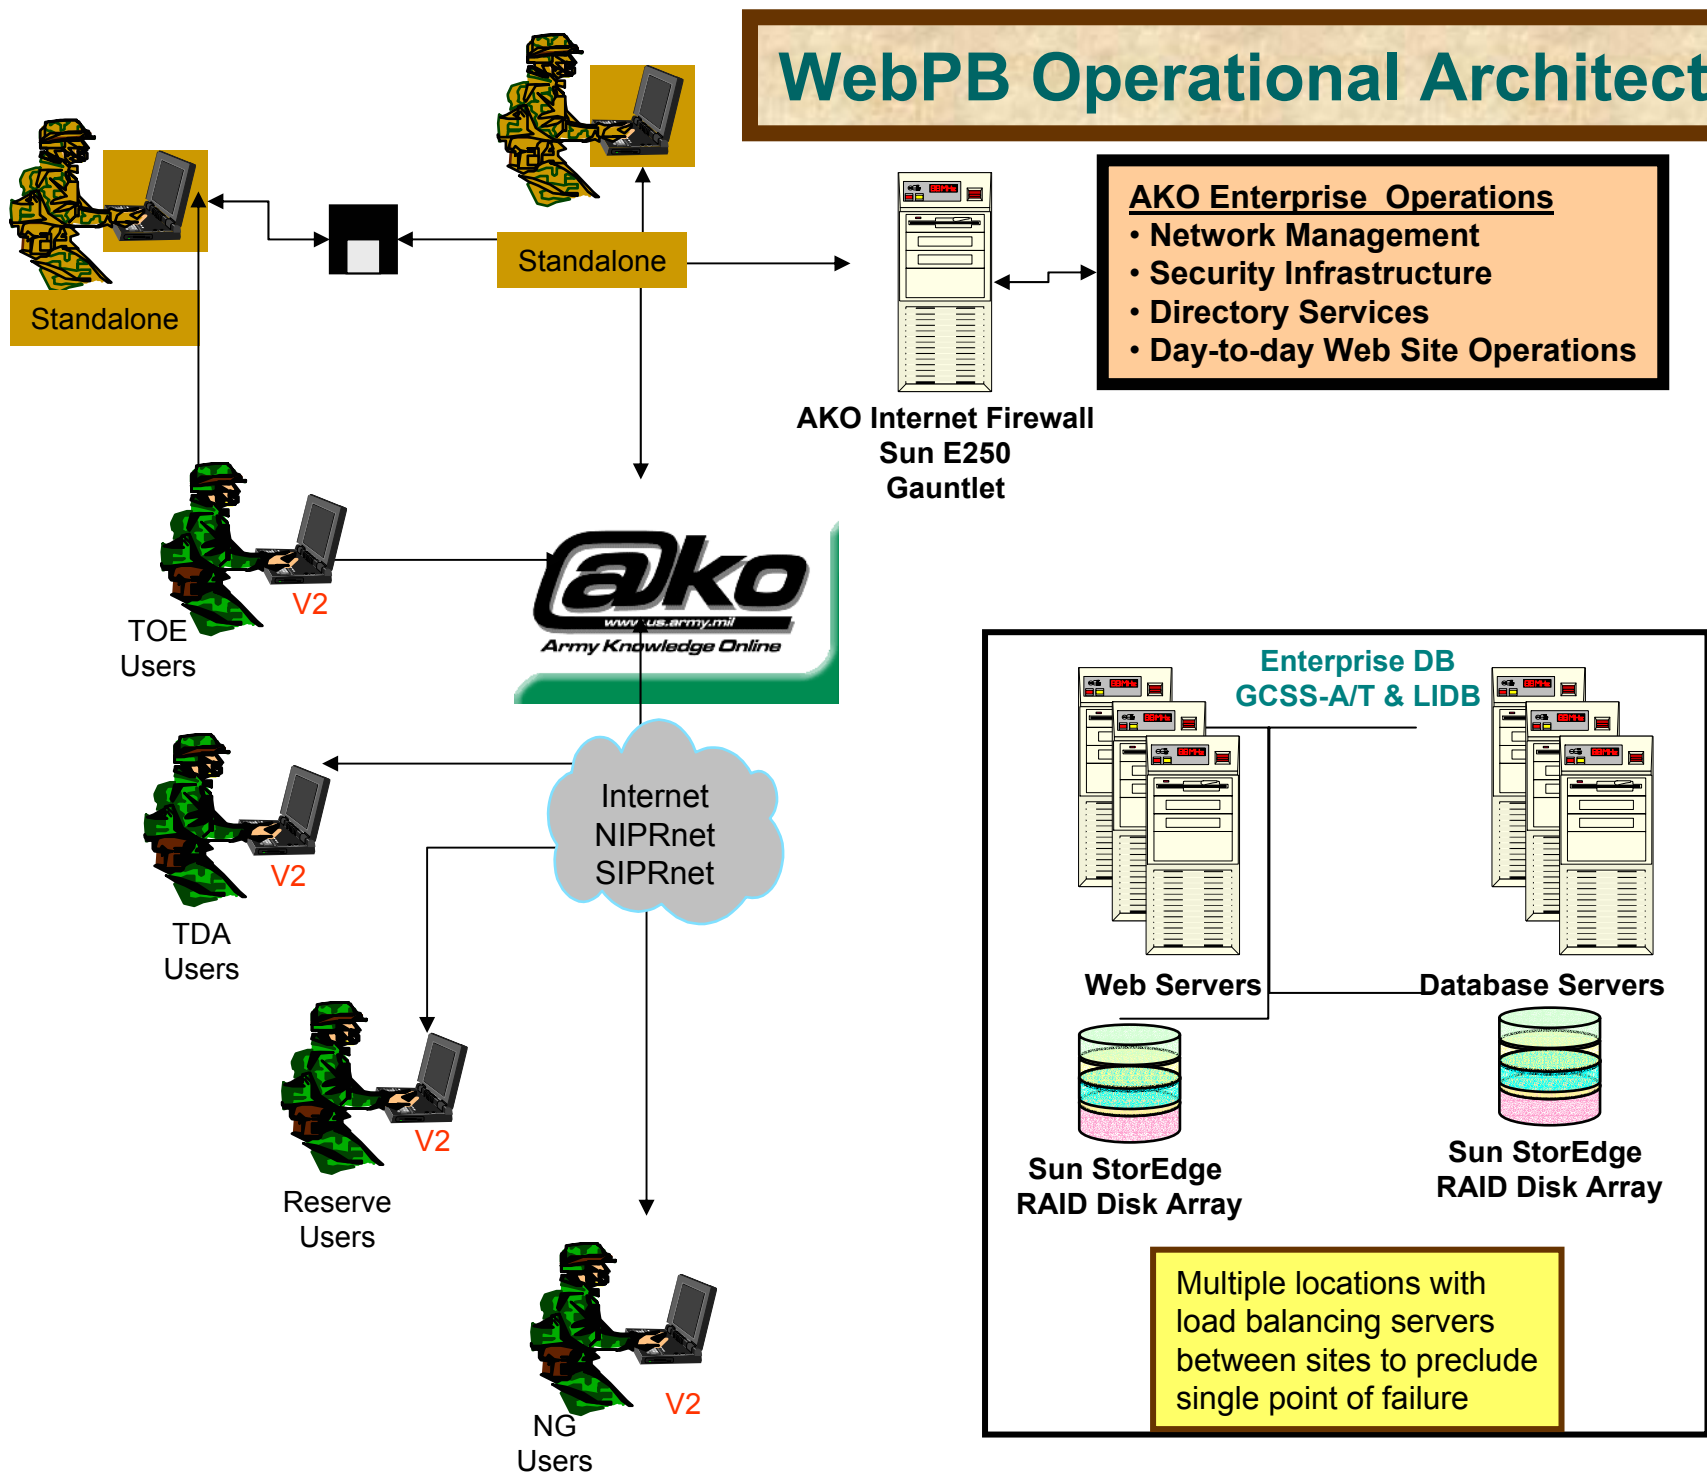 WebPB Operational Architect
AKO Enterprise Operations
• Network Management
• Security Infrastructure
• Directory Services
• Day-to-day Web Site Operations
Standalone
Standalone
AKO Internet Firewall
Sun E250
Gauntlet
@ko
www.us.army.mil
Army Knowledge Online
V2
TOE
Users
Internet
NIPRnet
SIPRnet
V2
TDA
Users
V2
Reserve
Users
V2
NG
Users
Enterprise DB
GCSS-A/T & LIDB
Web Servers
Database Servers
Sun StorEdge
RAID Disk Array
Sun StorEdge
RAID Disk Array
Multiple locations with
load balancing servers
between sites to preclude
single point of failure